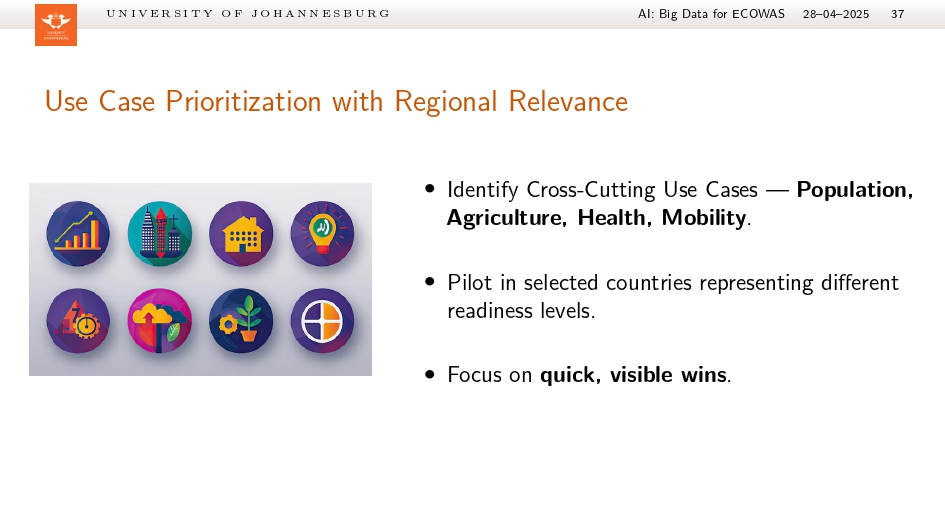 UNIVERSITY OF JOHANNESBURG
AI: Big Data for ECOWAS 28–04–2025 37
Use Case Prioritization with Regional Relevance
• Identify Cross-Cutting Use Cases — Population,
Agriculture, Health, Mobility.
• Pilot in selected countries representing different
readiness levels.
• Focus on quick, visible wins.